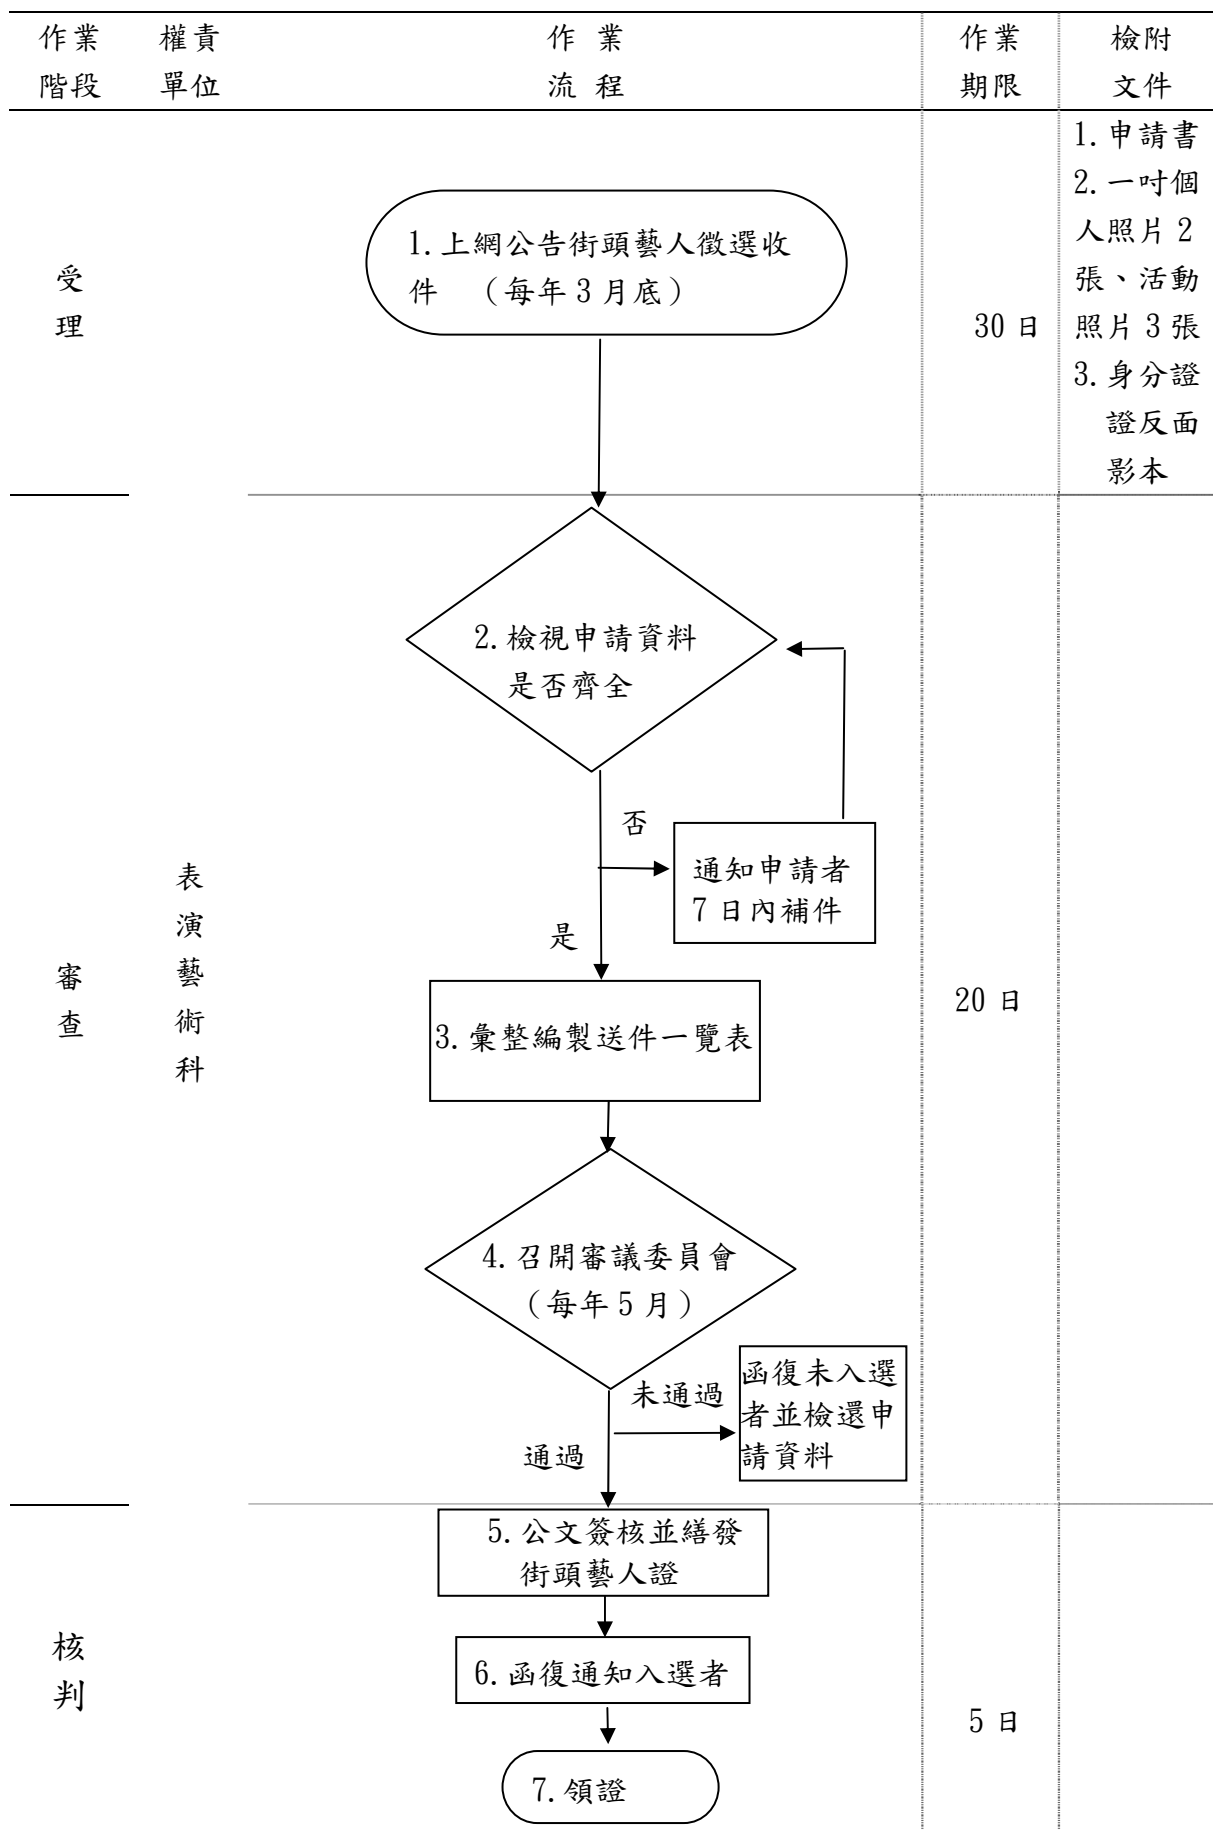 作業 權責 作 業 作業 檢附
階段 單位 流 程 期限 文件
受
理
1.上網公告街頭藝人徵選收
件 （每年3月底）
30日
1.申請書
2.一吋個
人照片2
張、活動
照片3張
3.身分證
證反面
影本
表
演
藝
術
科
審
查
2.檢視申請資料
是否齊全
否
通知申請者
7日內補件
是
3.彙整編製送件一覽表
20日
4.召開審議委員會
（每年5月）
未通過
函復未入選
者並檢還申
請資料
通過
核
判
5.公文簽核並繕發
街頭藝人證
6.函復通知入選者
5日
7.領證